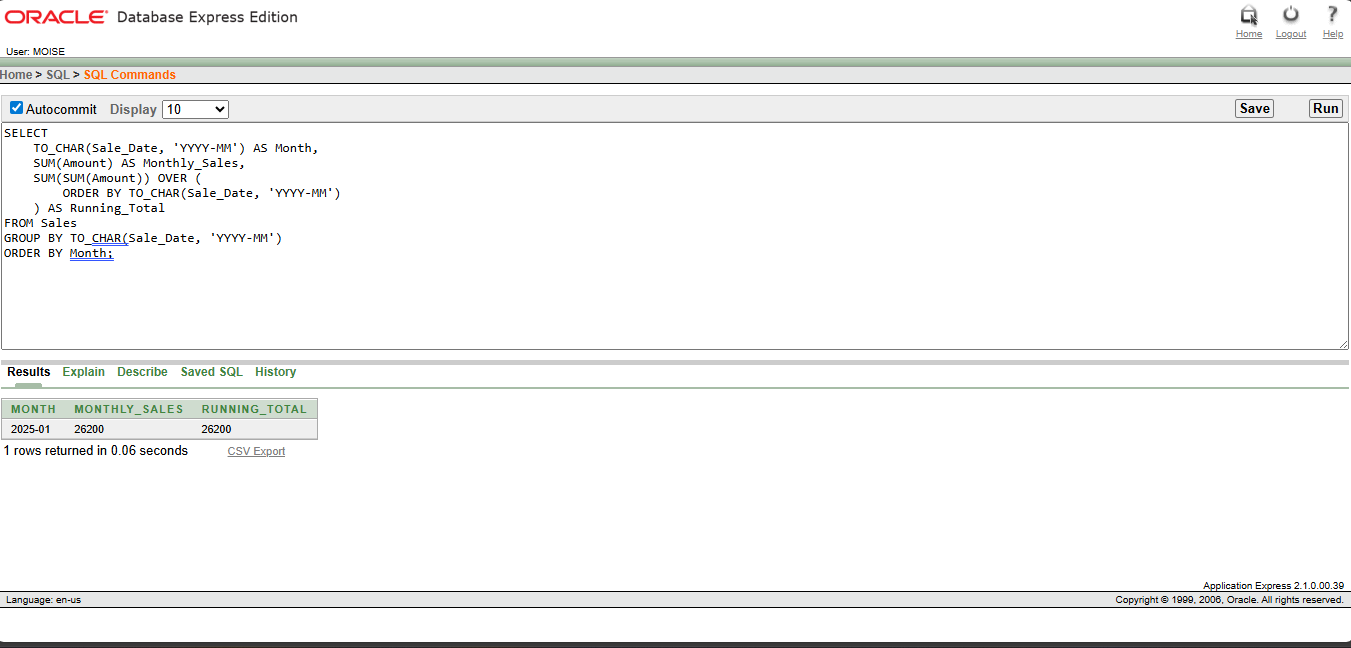 ORACLE® Database Express Edition
Home Logout Help
User: MOISE
Home > SQL > SQL Commands
Autocommit Display 10 Save Run
SELECT
    TO_CHAR(Sale_Date, 'YYYY-MM') AS Month,
    SUM(Amount) AS Monthly_Sales,
    SUM(SUM(Amount)) OVER (
        ORDER BY TO_CHAR(Sale_Date, 'YYYY-MM')
    ) AS Running_Total
FROM Sales
GROUP BY TO_CHAR(Sale_Date, 'YYYY-MM')
ORDER BY Month;
Results Explain Describe Saved SQL History
MONTH MONTHLY_SALES RUNNING_TOTAL
2025-01 26200 26200
1 rows returned in 0.06 seconds CSV Export
Application Express 2.1.0.00.39
Language: en-us Copyright © 1999, 2006, Oracle. All rights reserved.